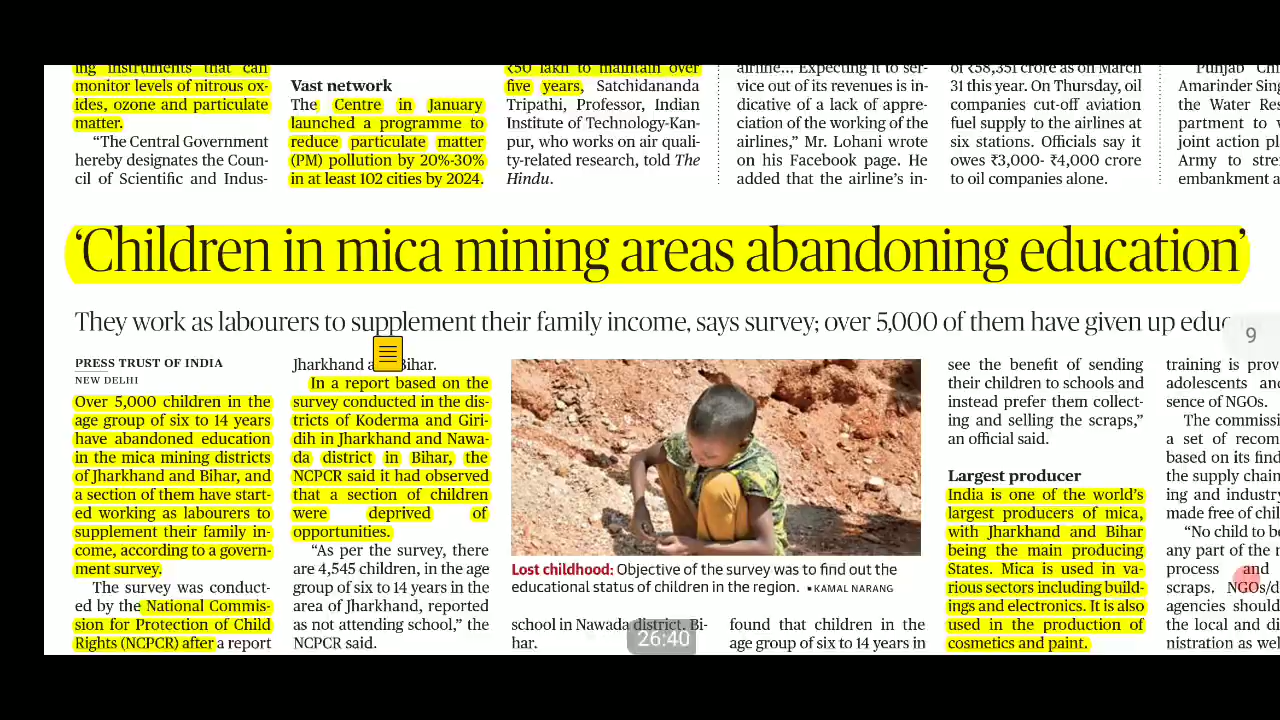 ing instruments that can
monitor levels of nitrous ox-
ides, ozone and particulate
matter.
“The Central Government
hereby designates the Coun-
cil of Scientific and Indus-
Vast network
The Centre in January
launched a programme to
reduce particulate matter
(PM) pollution by 20%-30%
in at least 102 cities by 2024.
₹50 lakh to maintain over
five years, Satchidananda
Tripathi, Professor, Indian
Institute of Technology-Kan-
pur, who works on air quali-
ty-related research, told The
Hindu.
airline... Expecting it to ser-
vice out of its revenues is in-
dicative of a lack of appre-
ciation of the working of the
airlines,” Mr. Lohani wrote
on his Facebook page. He
added that the airline’s in-
of ₹58,351 crore as on March
31 this year. On Thursday, oil
companies cut-off aviation
fuel supply to the airlines at
six stations. Officials say it
owes ₹3,000- ₹4,000 crore
to oil companies alone.
Punjab
Amarinder
the Water
partment to
joint action
Army to
embankment
‘Children in mica mining areas abandoning education’
They work as labourers to supplement their family income, says survey; over 5,000 of them have given up
9
PRESS TRUST OF INDIA
NEW DELHI
Over 5,000 children in the
age group of six to 14 years
have abandoned education
in the mica mining districts
of Jharkhand and Bihar, and
a section of them have start-
ed working as labourers to
supplement their family in-
come, according to a govern-
ment survey.
The survey was conduct-
ed by the National Commis-
sion for Protection of Child
Rights (NCPCR) after a report
Jharkhand Bihar.
In a report based on the
survey conducted in the dis-
tricts of Koderma and Giri-
dih in Jharkhand and Nawa-
da district in Bihar, the
NCPCR said it had observed
that a section of children
were deprived of
opportunities.
“As per the survey, there
are 4,545 children, in the age
group of six to 14 years in the
area of Jharkhand, reported
as not attending school,” the
NCPCR said.
Lost childhood: Objective of the survey was to find out the
educational status of children in the region. ▪ KAMAL NARANG
school in Nawada district, Bi-
har.
26:40
found that children in the
age group of six to 14 years in
see the benefit of sending
their children to schools and
instead prefer them collect-
ing and selling the scraps,”
an official said.
Largest producer
India is one of the world’s
largest producers of mica,
with Jharkhand and Bihar
being the main producing
States. Mica is used in va-
rious sectors including build-
ings and electronics. It is also
used in the production of
cosmetics and paint.
training is
adolescents
sence of NGOs.
The
a set of
based on its
the supply
ing and industry
made free of
“No child to
any part of the
process and
scraps. NGOs/
agencies should
the local and
nistration as